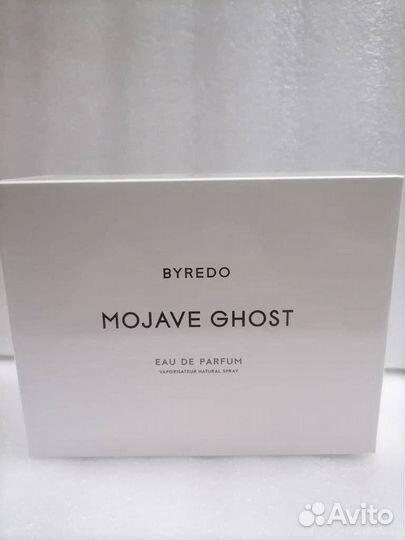 BYREDO
MOJAVE GHOST
EAU DE PARFUM
VAPORISATEUR NATURAL SPRAY
Avito